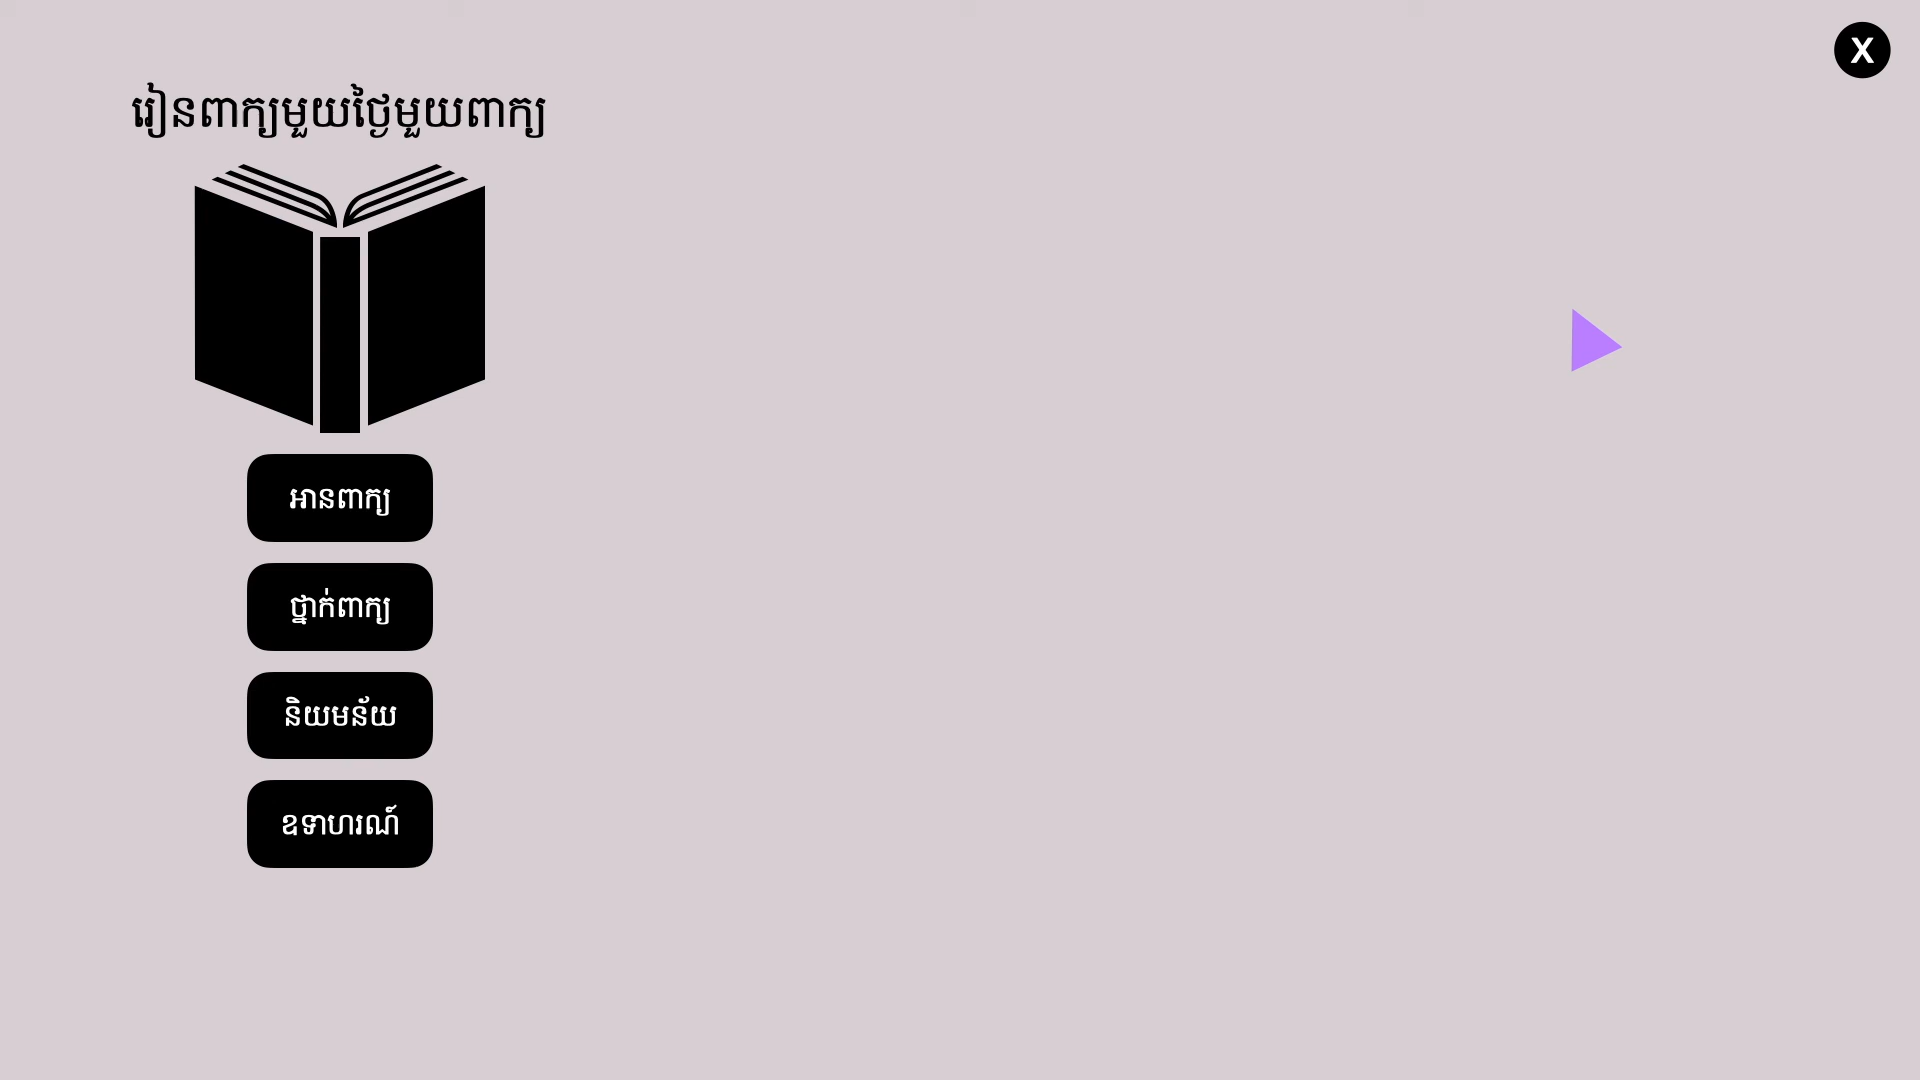 រៀនពាក្យមួយថ្ងៃមួយពាក្យ
X
អានពាក្យ
ថ្នាក់ពាក្យ
និយមន័យ
ឧទាហរណ៍